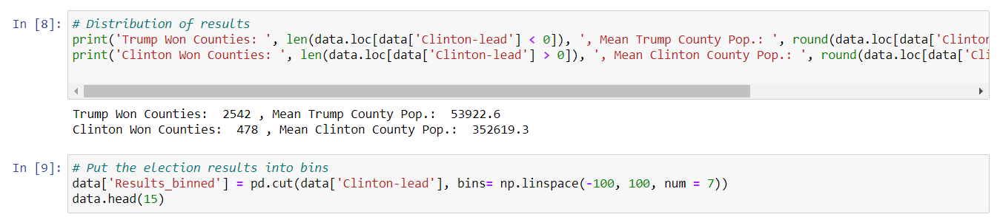 In [8]: # Distribution of results
print('Trump Won Counties: ', len(data.loc[data['Clinton-lead'] < 0]), ', Mean Trump County Pop.: ', round(data.loc[data['Clinton
print('Clinton Won Counties: ', len(data.loc[data['Clinton-lead'] > 0]), ', Mean Clinton County Pop.: ', round(data.loc[data['Cli
Trump Won Counties:  2542 , Mean Trump County Pop.:  53922.6
Clinton Won Counties:  478 , Mean Clinton County Pop.:  352619.3
In [9]: # Put the election results into bins
data['Results_binned'] = pd.cut(data['Clinton-lead'], bins= np.linspace(-100, 100, num = 7))
data.head(15)